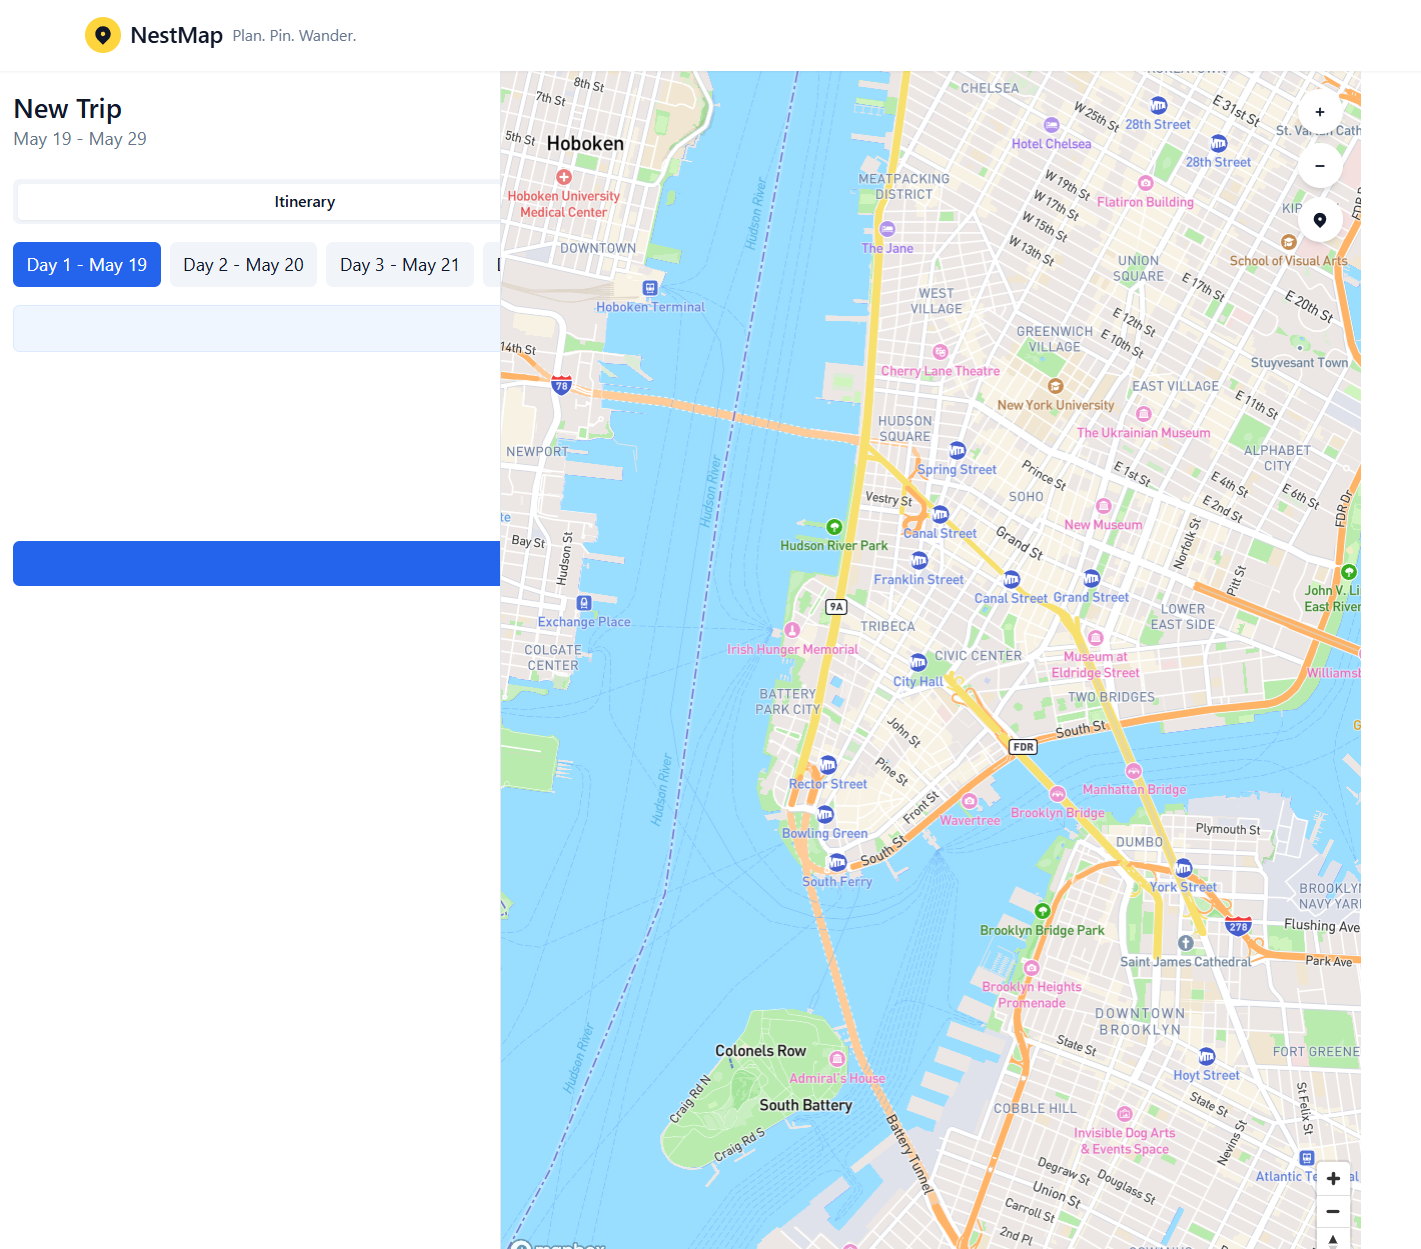 NestMap Plan. Pin. Wander.
New Trip
May 19 - May 29
Itinerary
Day 1 - May 19
Day 2 - May 20
Day 3 - May 21
8th St
7th St
5th St
Hoboken
Hoboken University
Medical Center
DOWNTOWN
Hoboken Terminal
14th St
78
NEWPORT
Bay St
Hudson St
Exchange Place
COLGATE
CENTER
Hudson River
Hudson River
Hudson River
Hudson River
CHELSEA
W 25th St
28th Street
E 31st St
Hotel Chelsea
28th Street
MEATPACKING
DISTRICT
W 19th St
W 17th St
W 15th St
W 13th St
Flatiron Building
The Jane
School of Visual Arts
UNION
SQUARE
E 17th St
E 20th St
WEST
VILLAGE
GREENWICH
VILLAGE
E 12th St
E 10th St
Stuyvesant Town
Cherry Lane Theatre
New York University
EAST VILLAGE
E 11th St
The Ukrainian Museum
HUDSON
SQUARE
ALPHABET
CITY
Spring Street
Prince St
E 1st St
E 4th St
E 2nd St
E 6th St
FDR Dr
Vestry St
SOHO
New Museum
Canal Street
Grand St
Norfolk St
Pitt St
Hudson River Park
Franklin Street
Canal Street
Grand Street
John V. Li
East River
9A
TRIBECA
LOWER
EAST SIDE
Irish Hunger Memorial
CIVIC CENTER
City Hall
Museum at
Eldridge Street
Williamsb
BATTERY
PARK CITY
TWO BRIDGES
John St
South St
FDR
Pine St
Rector Street
Front St
Wavertree
Brooklyn Bridge
Manhattan Bridge
Bowling Green
South St
South Ferry
Plymouth St
DUMBO
York Street
BROOKLYN
NAVY YAR
Brooklyn Bridge Park
278
Flushing Ave
Saint James Cathedral
Park Ave
Brooklyn Heights
Promenade
DOWNTOWN
BROOKLYN
Colonels Row
Admiral's House
South Battery
Craig Rd N
Craig Rd S
State St
FORT GREENE
Hoyt Street
COBBLE HILL
State St
St Felix St
Invisible Dog Arts
& Events Space
Nevins St
Battery Tunnel
Degraw St
Douglass St
Union St
Carroll St
2nd Pl
mapbox